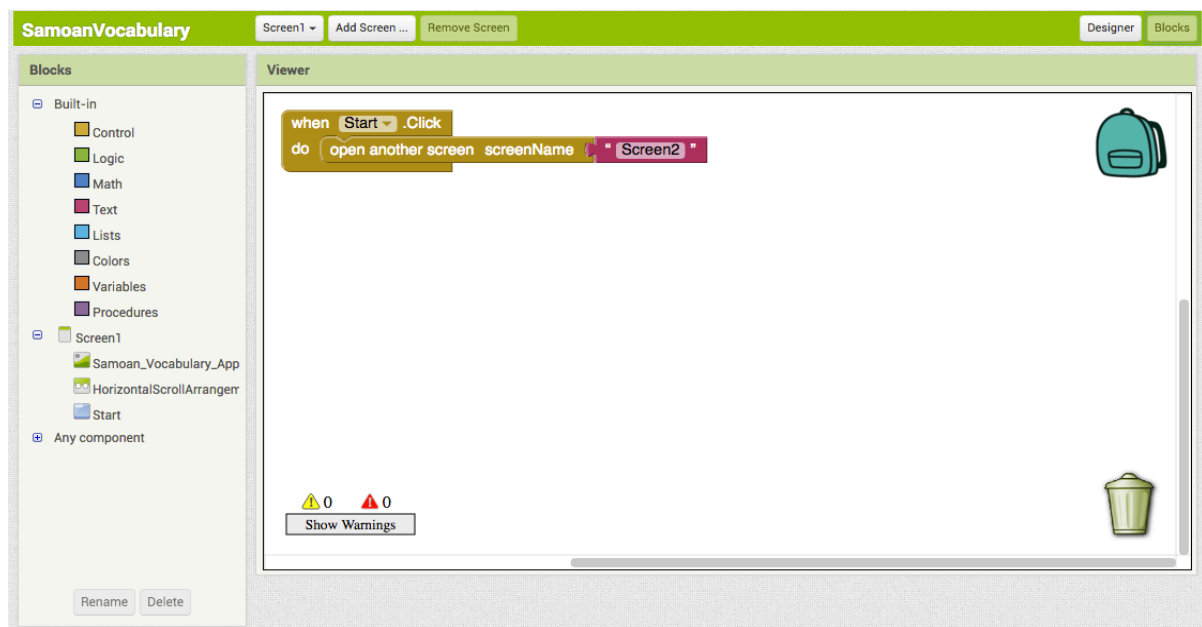 SamoanVocabulary Screen1 Add Screen ... Remove Screen Designer Blocks
Blocks
Built-in
Control
Logic
Math
Text
Lists
Colors
Variables
Procedures
Screen1
Samoan_Vocabulary_App
HorizontalScrollArrangem
Start
Any component
Rename Delete
Viewer
when Start .Click
do open another screen screenName " Screen2 "
0 0
Show Warnings